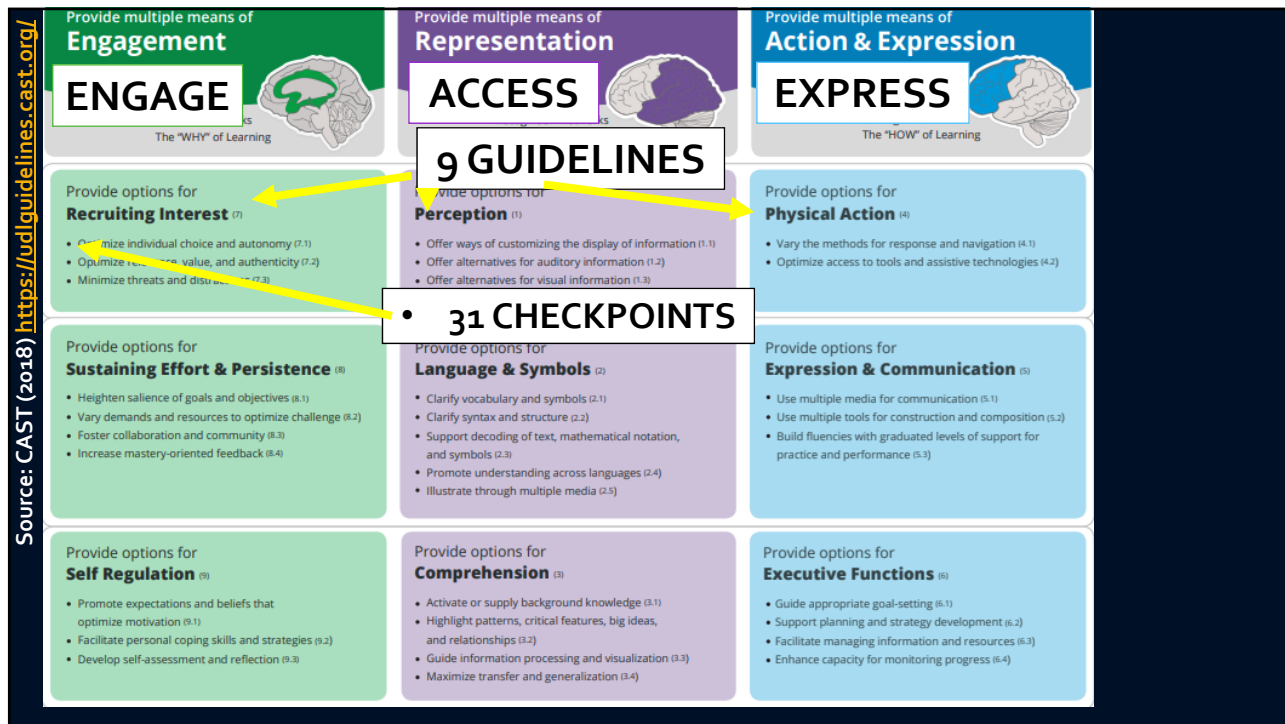 Source: CAST (2018) https://udlguidelines.cast.org/
Provide multiple means of
Engagement
ENGAGE
The "WHY" of Learning
Provide multiple means of
Representation
ACCESS
Provide multiple means of
Action & Expression
EXPRESS
The "HOW" of Learning
9 GUIDELINES
Provide options for
Recruiting Interest (7)
• Optimize individual choice and autonomy (7.1)
• Optimize relevance, value, and authenticity (7.2)
• Minimize threats and distractions (7.3)
Provide options for
Perception (1)
• Offer ways of customizing the display of information (1.1)
• Offer alternatives for auditory information (1.2)
• Offer alternatives for visual information (1.3)
Provide options for
Physical Action (4)
• Vary the methods for response and navigation (4.1)
• Optimize access to tools and assistive technologies (4.2)
• 31 CHECKPOINTS
Provide options for
Sustaining Effort & Persistence (8)
• Heighten salience of goals and objectives (8.1)
• Vary demands and resources to optimize challenge (8.2)
• Foster collaboration and community (8.3)
• Increase mastery-oriented feedback (8.4)
Provide options for
Language & Symbols (2)
• Clarify vocabulary and symbols (2.1)
• Clarify syntax and structure (2.2)
• Support decoding of text, mathematical notation,
and symbols (2.3)
• Promote understanding across languages (2.4)
• Illustrate through multiple media (2.5)
Provide options for
Expression & Communication (5)
• Use multiple media for communication (5.1)
• Use multiple tools for construction and composition (5.2)
• Build fluencies with graduated levels of support for
practice and performance (5.3)
Provide options for
Self Regulation (9)
• Promote expectations and beliefs that
optimize motivation (9.1)
• Facilitate personal coping skills and strategies (9.2)
• Develop self-assessment and reflection (9.3)
Provide options for
Comprehension (3)
• Activate or supply background knowledge (3.1)
• Highlight patterns, critical features, big ideas,
and relationships (3.2)
• Guide information processing and visualization (3.3)
• Maximize transfer and generalization (3.4)
Provide options for
Executive Functions (6)
• Guide appropriate goal-setting (6.1)
• Support planning and strategy development (6.2)
• Facilitate managing information and resources (6.3)
• Enhance capacity for monitoring progress (6.4)